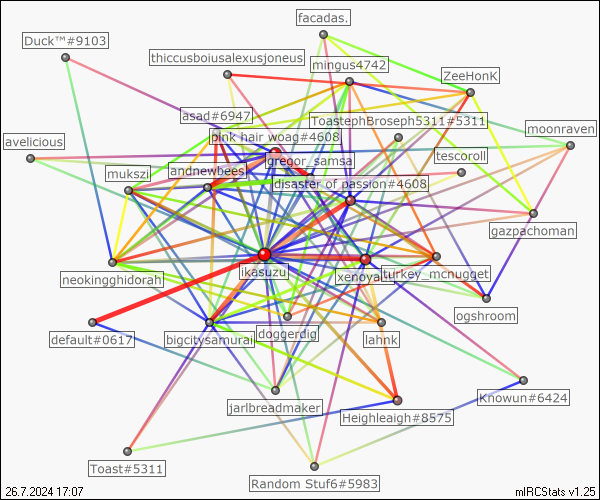 facadas.
Duck™#9103
thiccusboiusalexusjoneus
mingus4742
ZeeHonK
asad#6947
ToastephBroseph5311#5311
pink hair woag#4608
moonraven
avelicious
gregor_samsa
tescoroll
mukszi
andnewbees
disaster of passion#4608
gazpachoman
ikasuzu
neokingghidorah
turkey_mcnugget
ogshroom
default#0617
bigcitysamurai
doggerdig
lahnk
jarlbreadmaker
Heighleaigh#8575
Knowun#6424
Toast#5311
Random Stuf6#5983
26.7.2024 17:07
mIRCStats v1.25